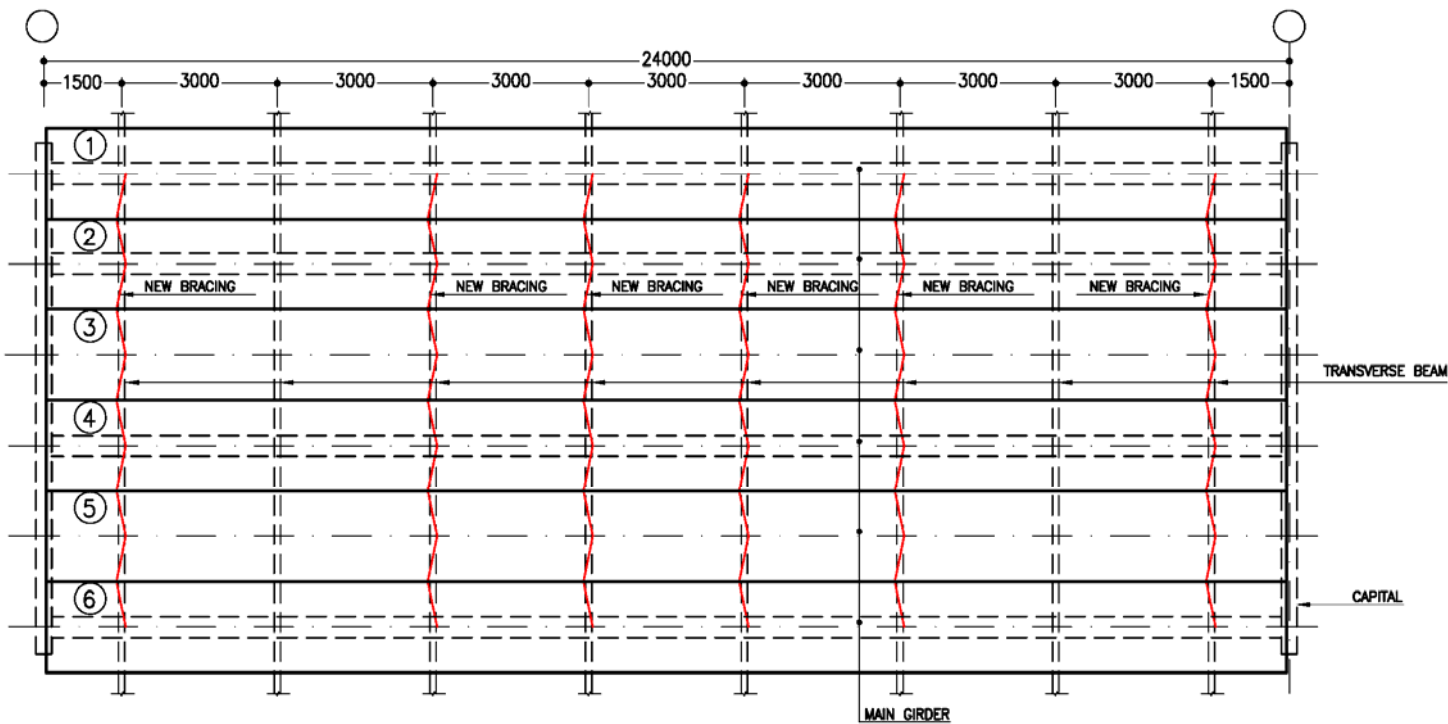 24000
1500 3000 3000 3000 3000 3000 3000 3000 1500
1
2
NEW BRACING NEW BRACING NEW BRACING NEW BRACING NEW BRACING NEW BRACING
3
TRANSVERSE BEAM
4
5
6
CAPITAL
MAIN GIRDER